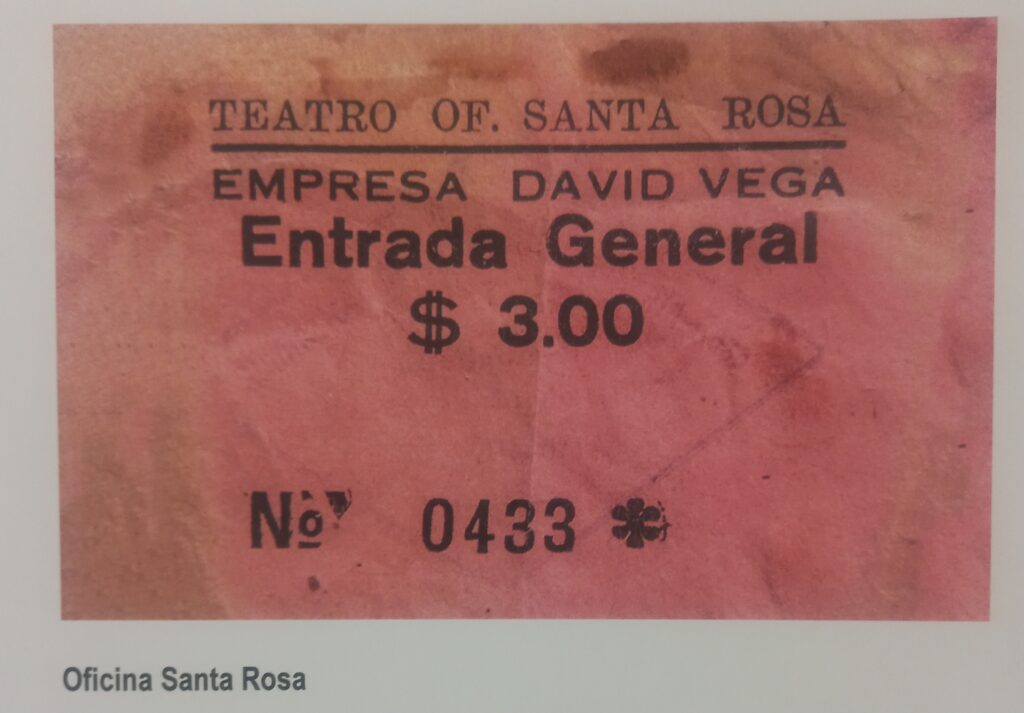 TEATRO OF. SANTA ROSA
EMPRESA DAVID VEGA
Entrada General
$ 3.00
Nº 0433 *
Oficina Santa Rosa